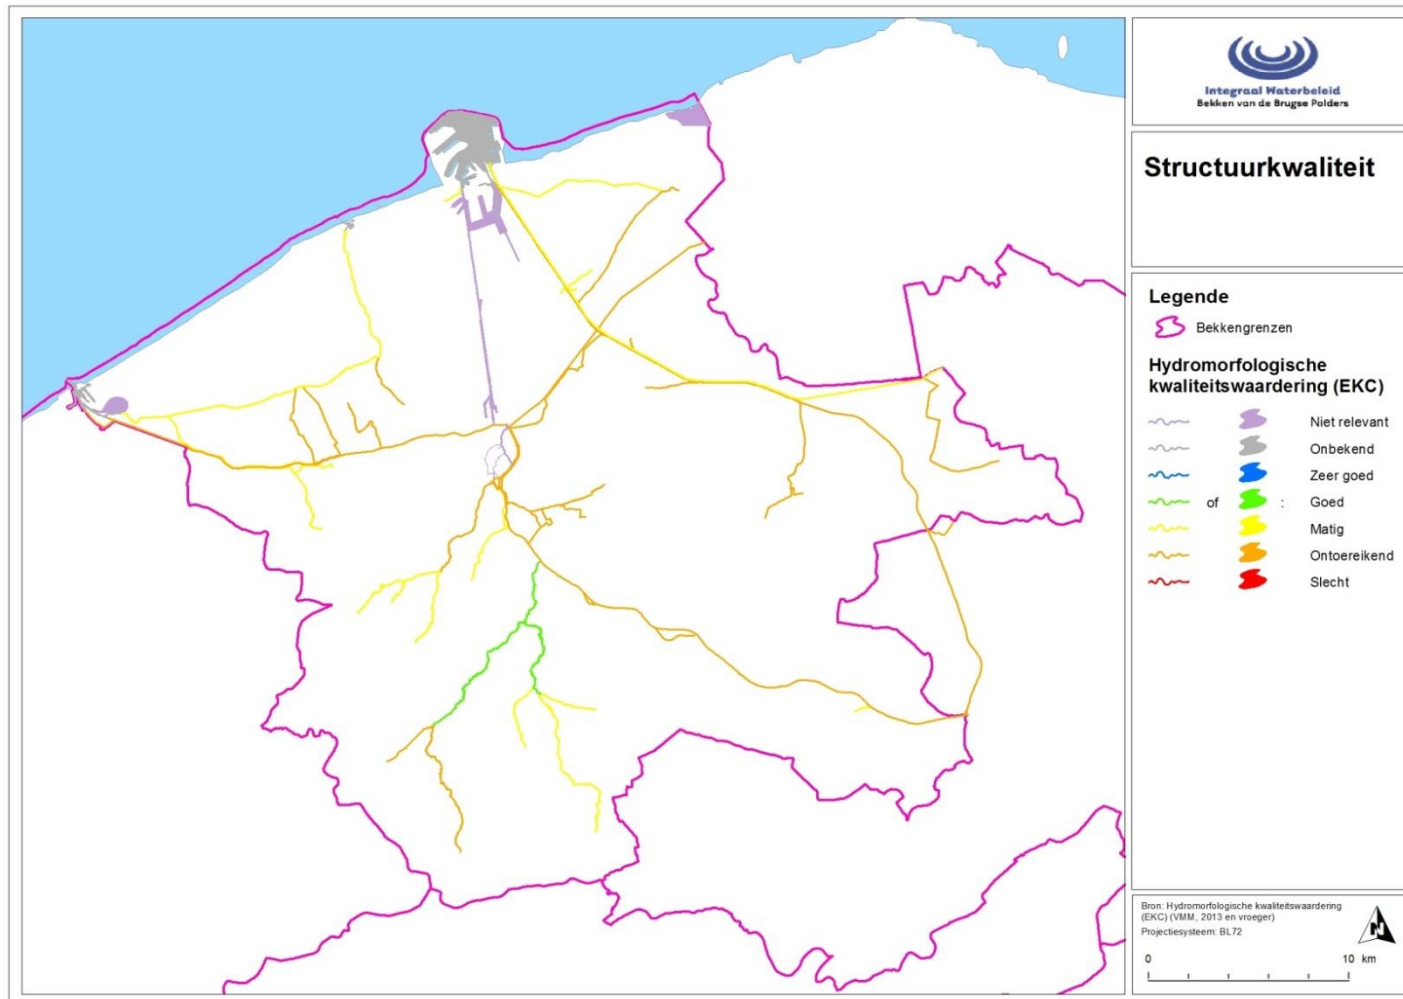 Integraal Waterbeleid
Bekken van de Brugse Polders
Structuurkwaliteit
Legende
Bekkengrenzen
Hydromorfologische
kwaliteitswaardering (EKC)
Niet relevant
Onbekend
Zeer goed
of : Goed
Matig
Ontoereikend
Slecht
Bron: Hydromorfologische kwaliteitswaardering
(EKC) (VMM, 2013 en vroeger)
Projectiesysteem: BL72
N
0 10 km